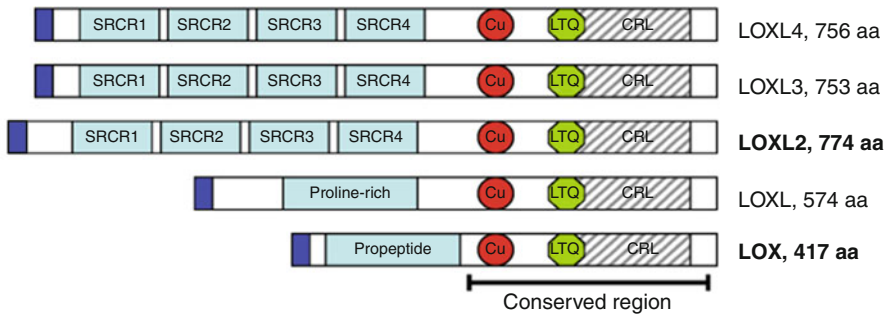 SRCR1 SRCR2 SRCR3 SRCR4 Cu LTQ CRL LOXL4, 756 aa
SRCR1 SRCR2 SRCR3 SRCR4 Cu LTQ CRL LOXL3, 753 aa
SRCR1 SRCR2 SRCR3 SRCR4 Cu LTQ CRL LOXL2, 774 aa
Proline-rich Cu LTQ CRL LOXL, 574 aa
Propeptide Cu LTQ CRL LOX, 417 aa
Conserved region